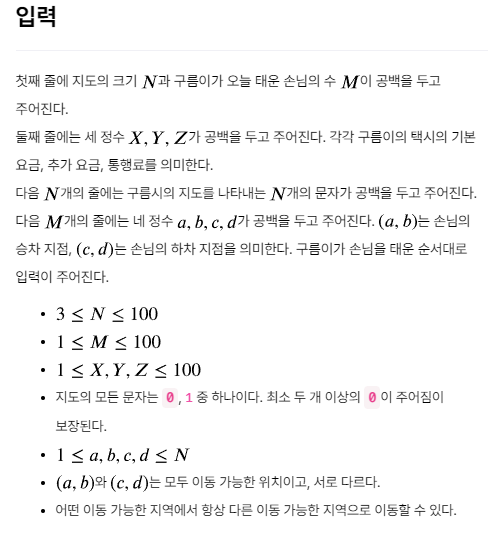 입력
첫째 줄에 지도의 크기 N과 구름이가 오늘 태운 손님의 수 M이 공백을 두고
주어진다.
둘째 줄에는 세 정수 X, Y, Z가 공백을 두고 주어진다. 각각 구름이의 택시의 기본
요금, 추가 요금, 통행료를 의미한다.
다음 N개의 줄에는 구름시의 지도를 나타내는 N개의 문자가 공백을 두고 주어진다.
다음 M개의 줄에는 네 정수 a, b, c, d가 공백을 두고 주어진다. (a, b)는 손님의
승차 지점, (c, d)는 손님의 하차 지점을 의미한다. 구름이가 손님을 태운 순서대로
입력이 주어진다.
• 3 ≤ N ≤ 100
• 1 ≤ M ≤ 100
• 1 ≤ X, Y, Z ≤ 100
• 지도의 모든 문자는 0, 1 중 하나이다. 최소 두 개 이상의 0 이 주어짐이
보장된다.
• 1 ≤ a, b, c, d ≤ N
• (a, b)와 (c, d)는 모두 이동 가능한 위치이고, 서로 다르다.
• 어떤 이동 가능한 지역에서 항상 다른 이동 가능한 지역으로 이동할 수 있다.